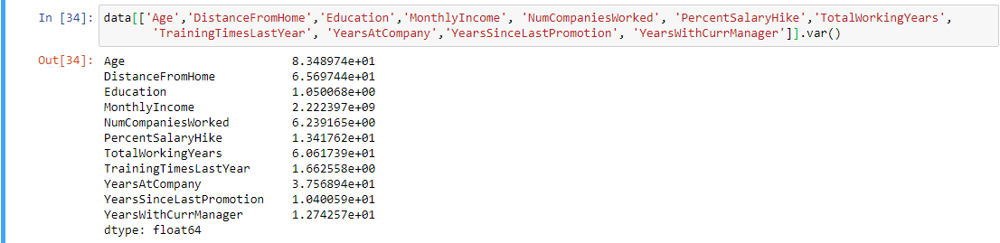 In [34]: data[['Age','DistanceFromHome','Education','MonthlyIncome', 'NumCompaniesWorked', 'PercentSalaryHike','TotalWorkingYears',
'TrainingTimesLastYear', 'YearsAtCompany','YearsSinceLastPromotion', 'YearsWithCurrManager']].var()
Out[34]: Age 8.348974e+01
DistanceFromHome 6.569744e+01
Education 1.050068e+00
MonthlyIncome 2.222397e+09
NumCompaniesWorked 6.239165e+00
PercentSalaryHike 1.341762e+01
TotalWorkingYears 6.061739e+01
TrainingTimesLastYear 1.662558e+00
YearsAtCompany 3.756894e+01
YearsSinceLastPromotion 1.040059e+01
YearsWithCurrManager 1.274257e+01
dtype: float64